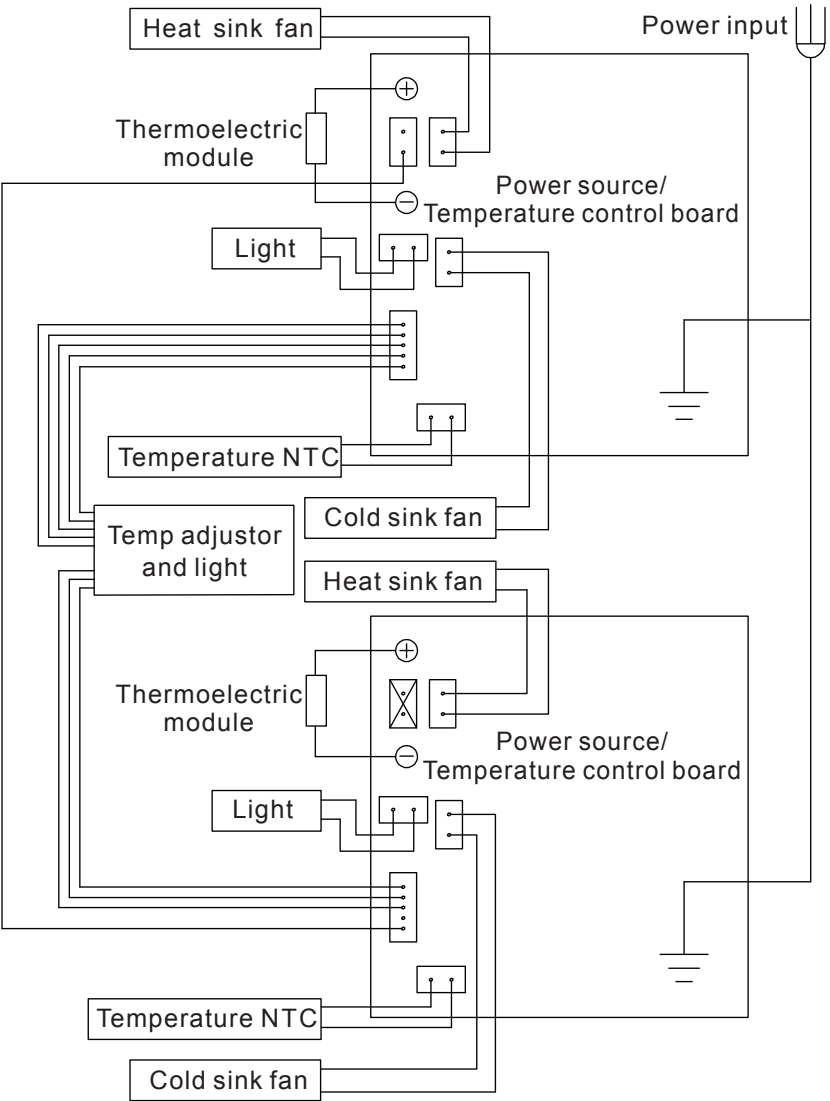 Heat sink fan
Power input
+
Thermoelectric
module
Power source/
−
Temperature control board
Light
Temperature NTC
Cold sink fan
Temp adjustor
and light
Heat sink fan
+
Thermoelectric
module
Power source/
−
Temperature control board
Light
Temperature NTC
Cold sink fan